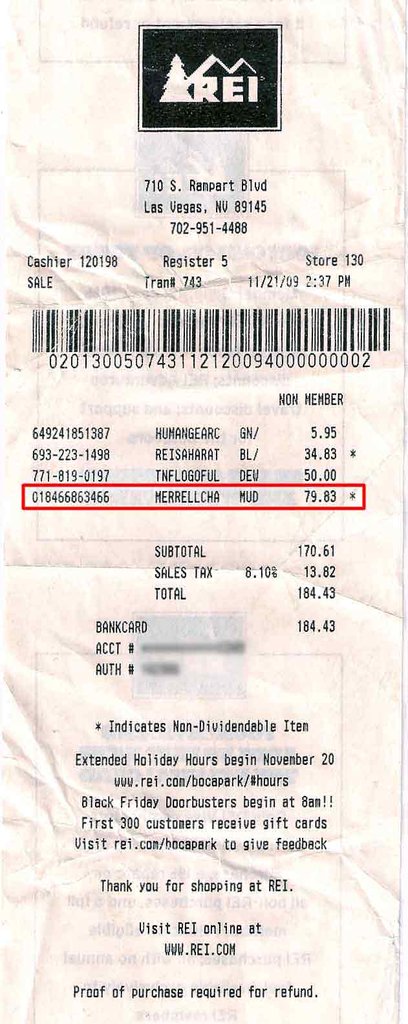 REI
710 S. Rampart Blvd
Las Vegas, NV 89145
702-951-4488
Cashier 120198 Register 5 Store 130
SALE Tran# 743 11/21/09 2:37 PM
02013005074311212009400000002
NON MEMBER
649241851387 HUMANGEARC GN/ 5.95
693-223-1498 REISAHARAT BL/ 34.83 *
771-819-0197 TNFLOGOFUL DEW 50.00
018466863466 MERRELLCHA MUD 79.83 *
SUBTOTAL 170.61
SALES TAX 8.10% 13.82
TOTAL 184.43
BANKCARD 184.43
ACCT #
AUTH #
* Indicates Non-Dividendable Item
Extended Holiday Hours begin November 20
www.rei.com/bocapark/#hours
Black Friday Doorbusters begin at 8am!!
First 300 customers receive gift cards
Visit rei.com/bocapark to give feedback
Thank you for shopping at REI.
Visit REI online at
WWW.REI.COM
Proof of purchase required for refund.